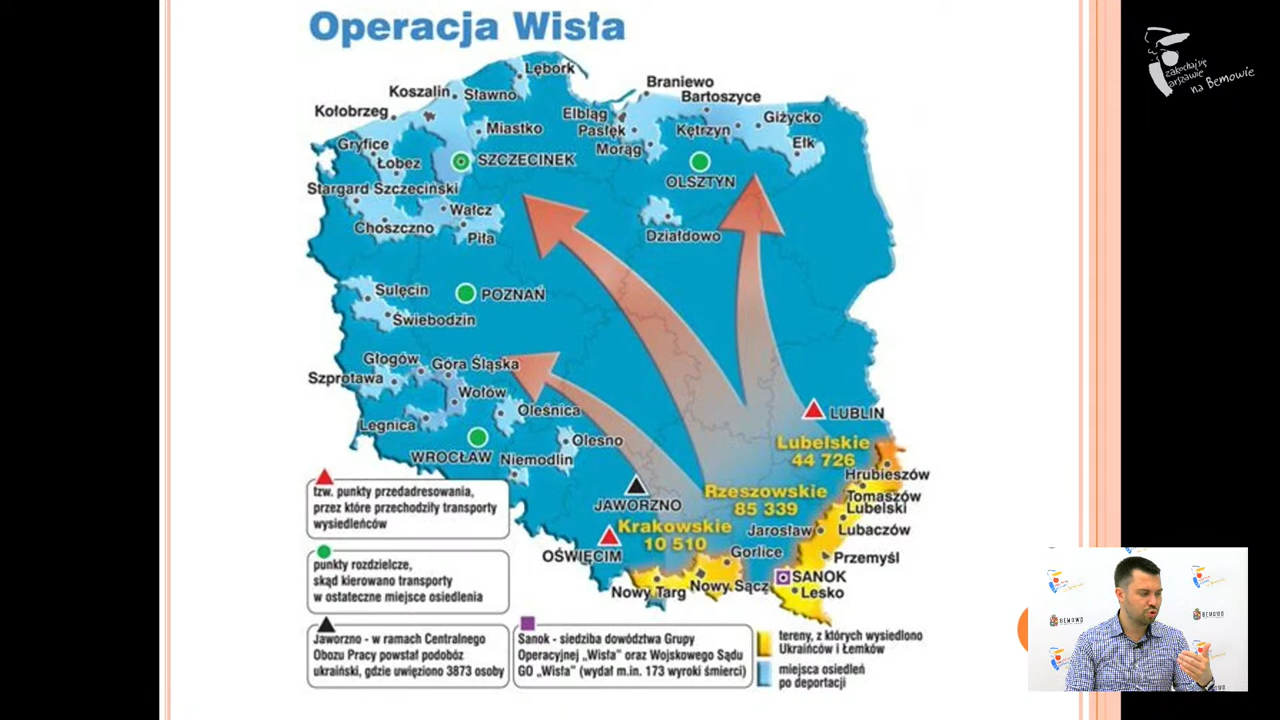 Operacja Wisła
zakochaj się
w Warszawie
na Bemowie
Lębork
Koszalin
Sławno
Kołobrzeg
Miastko
Gryfice
Łobez
SZCZECINEK
Stargard Szczeciński
Wałcz
Choszczno
Piła
Braniewo
Bartoszyce
Elbląg
Giżycko
Pasłęk
Kętrzyn
Morąg
Ełk
OLSZTYN
Działdowo
Sulęcin
POZNAŃ
Świebodzin
Głogów
Góra Śląska
Szprotawa
Wołów
Oleśnica
Legnica
Olesno
WROCŁAW
Niemodlin
LUBLIN
Lubelskie
44 726
Hrubieszów
JAWORZNO
Rzeszowskie
85 339
Tomaszów
Lubelski
Krakowskie
10 510
Jarosław
Lubaczów
OŚWIĘCIM
Gorlice
Przemyśl
Nowy Targ
Nowy Sącz
SANOK
Lesko
tzw. punkty przedadresowania,
przez które przechodziły transporty
wysiedleńców
punkty rozdzielcze,
skąd kierowano transporty
w ostateczne miejsce osiedlenia
Jaworzno - w ramach Centralnego
Obozu Pracy powstał podobóz
ukraiński, gdzie uwięziono 3873 osoby
Sanok - siedziba dowództwa Grupy
Operacyjnej „Wisła” oraz Wojskowego Sądu
GO „Wisła” (wydał m.in. 173 wyroki śmierci)
tereny, z których wysiedlono
Ukraińców i Łemków
miejsca osiedleń
po deportacji
BEMOWO
BEMOWO
BEMOWO